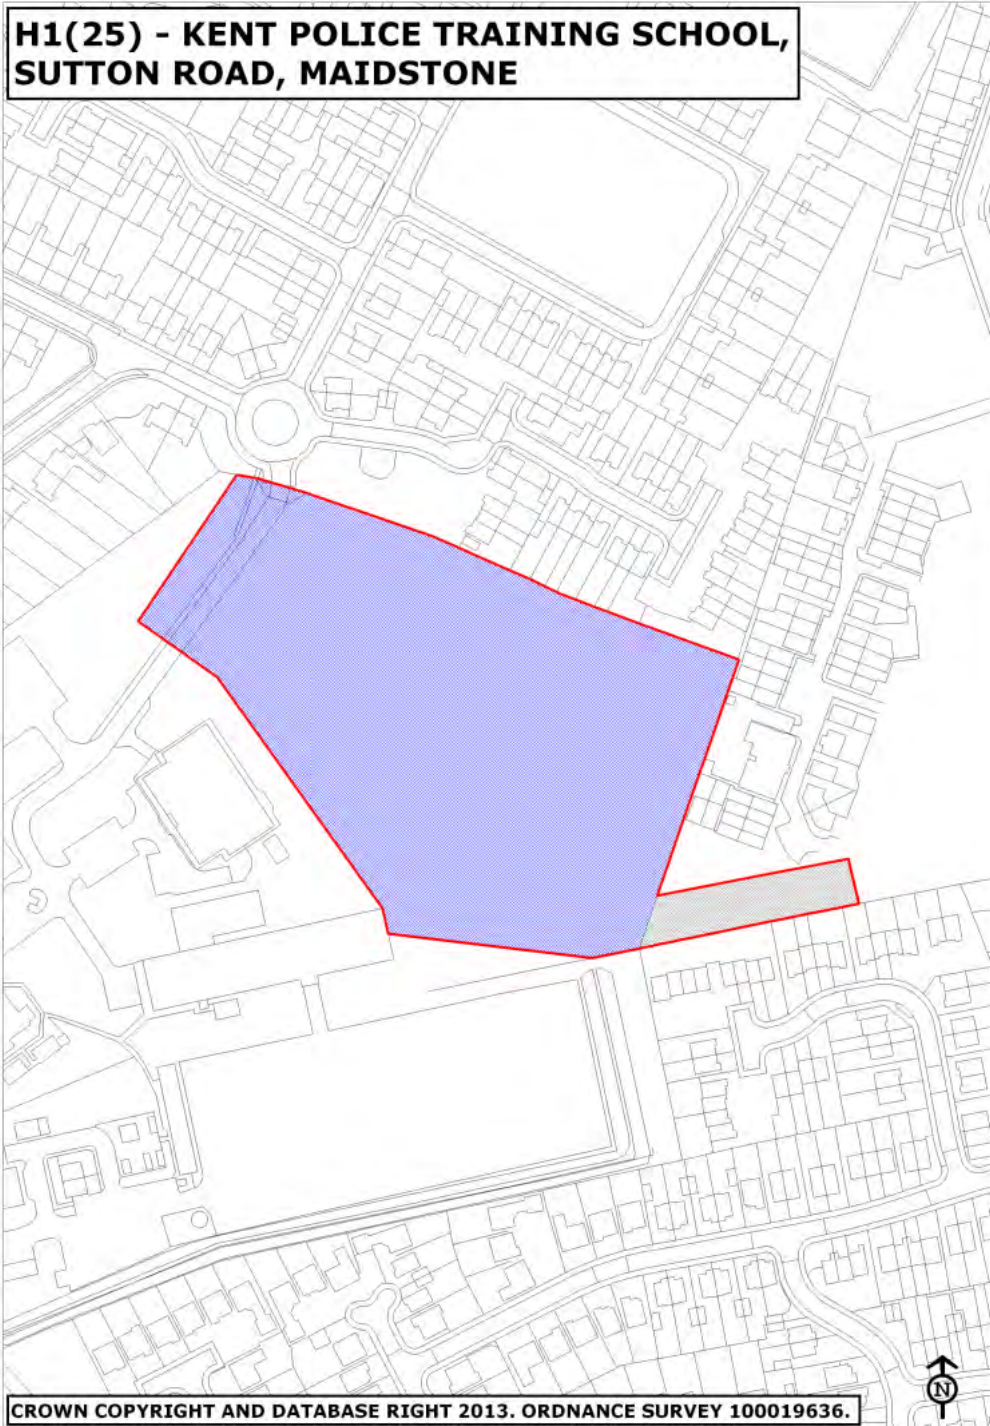 H1(25) - KENT POLICE TRAINING SCHOOL,
SUTTON ROAD, MAIDSTONE
N
CROWN COPYRIGHT AND DATABASE RIGHT 2013. ORDNANCE SURVEY 100019636.